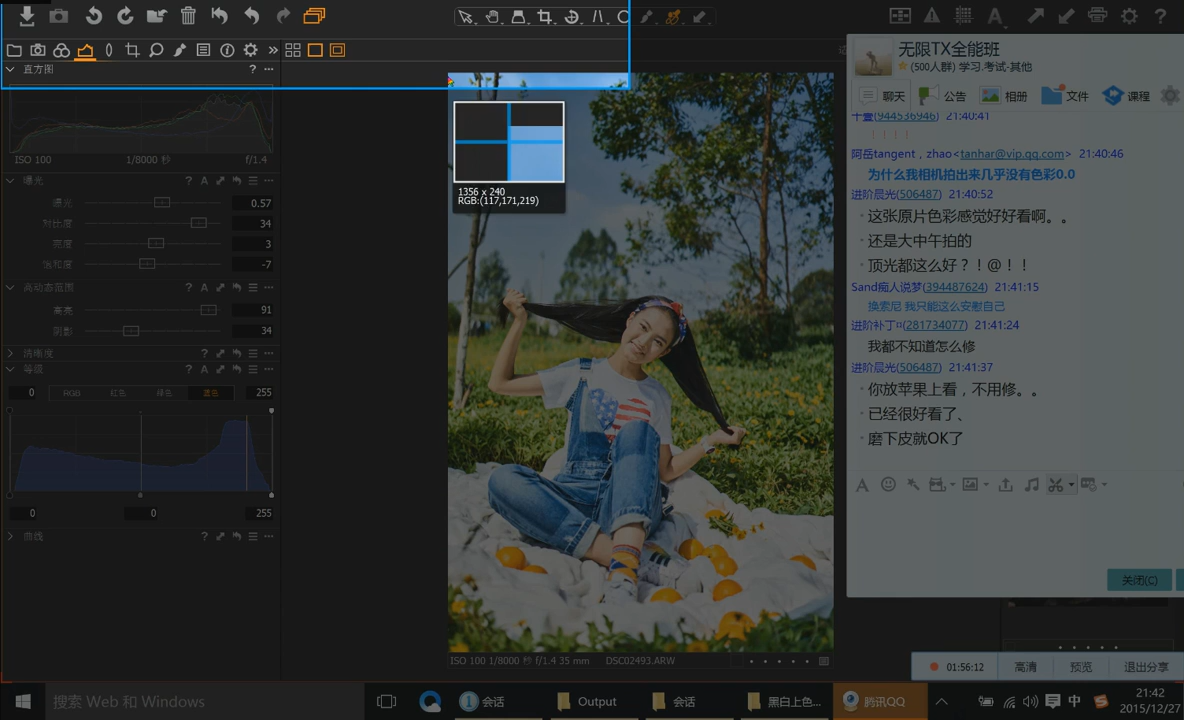 直方图
?
ISO 100 1/8000 秒 f/1.4
曝光
曝光 0.57
对比度 34
亮度 3
饱和度 -7
高动态范围
高亮 91
阴影 34
清晰度
等级
0 RGB 红色 绿色 蓝色 255
0 0 255
曲线
1356 x 240
RGB:(117,171,219)
ISO 100 1/8000 秒 f/1.4 35 mm DSC02493.ARW
无限TX全能班
(500人群) 学习.考试-其他
聊天 公告 相册 文件 课程
(944536946) 21:40:41
! ! ! !
阿岳tangent，zhao<tanhar@vip.qq.com> 21:40:46
为什么我相机拍出来几乎没有色彩0.0
进阶晨光(506487) 21:40:52
这张原片色彩感觉好好看啊。。
还是大中午拍的
顶光都这么好？！@！！
Sand痴人说梦(394487624) 21:41:15
换索尼 我只能这么安慰自己
进阶补丁¤(281734077) 21:41:24
我都不知道怎么修
进阶晨光(506487) 21:41:37
你放苹果上看，不用修。。
已经很好看了、
磨下皮就OK了
关闭(C)
01:56:12 高清 预览 退出分享
搜索 Web 和 Windows
会话
Output
会话
黑白上色...
腾讯QQ
中
21:42
2015/12/27